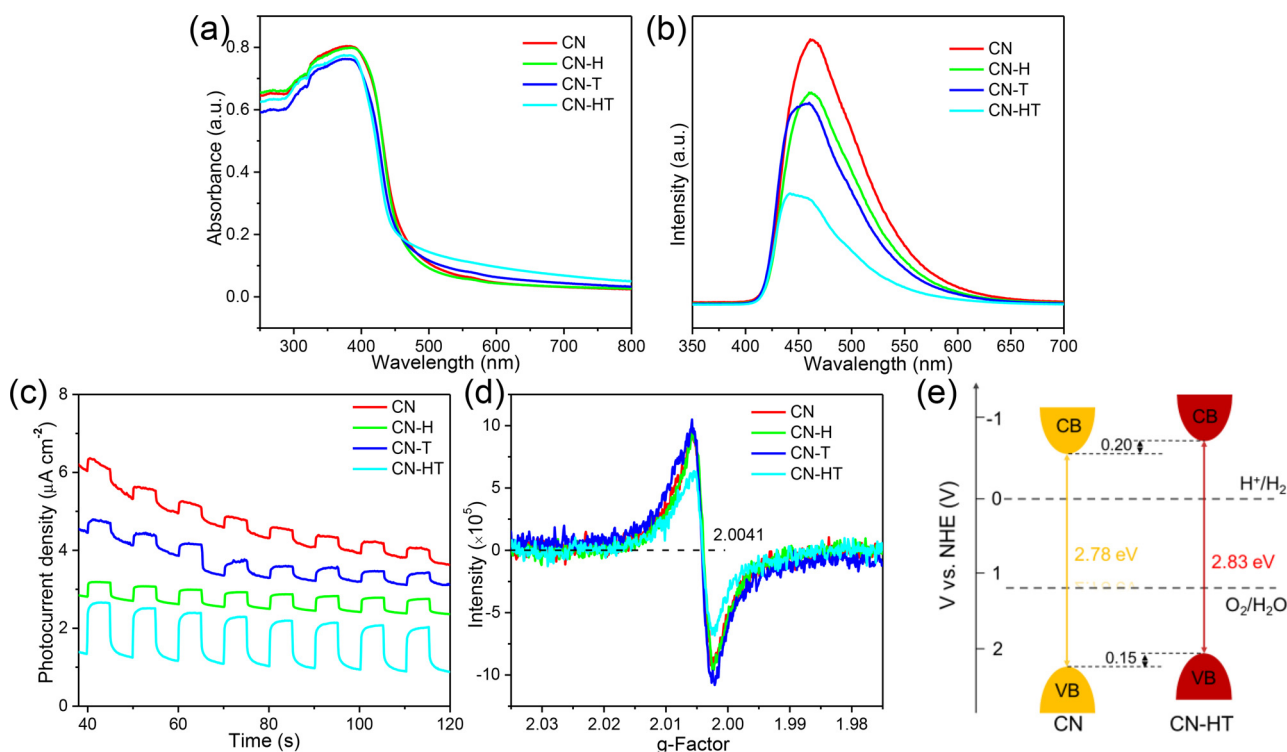 (a)
CN
CN-H
CN-T
CN-HT
0.8
0.6
0.4
0.2
0.0
Absorbance (a.u.)
300 400 500 600 700 800
Wavelength (nm)
(b)
CN
CN-H
CN-T
CN-HT
Intensity (a.u.)
350 400 450 500 550 600 650 700
Wavalength (nm)
(c)
CN
CN-H
CN-T
CN-HT
8
6
4
2
0
Photocurrent density (μA cm⁻²)
40 60 80 100 120
Time (s)
(d)
CN
CN-H
CN-T
CN-HT
2.0041
10
5
0
-5
-10
Intensity (×10⁵)
2.03 2.02 2.01 2.00 1.99 1.98
g-Factor
(e)
-1
0
1
2
V vs. NHE (V)
CB
CB
0.20
H⁺/H₂
2.78 eV
2.83 eV
O₂/H₂O
0.15
VB
VB
CN
CN-HT